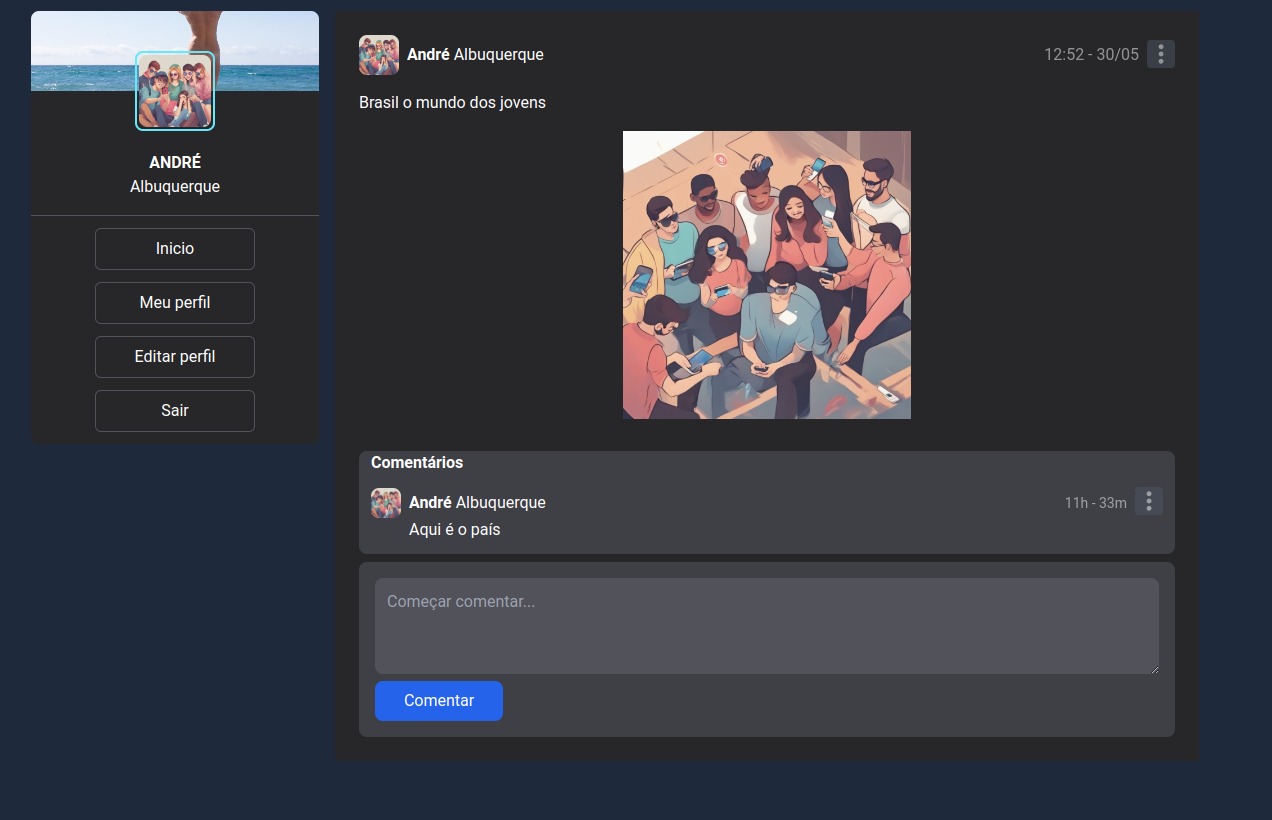 ANDRÉ
Albuquerque
Inicio
Meu perfil
Editar perfil
Sair
André Albuquerque
12:52 - 30/05
Brasil o mundo dos jovens
Comentários
André Albuquerque
11h - 33m
Aqui é o país
Começar comentar...
Comentar